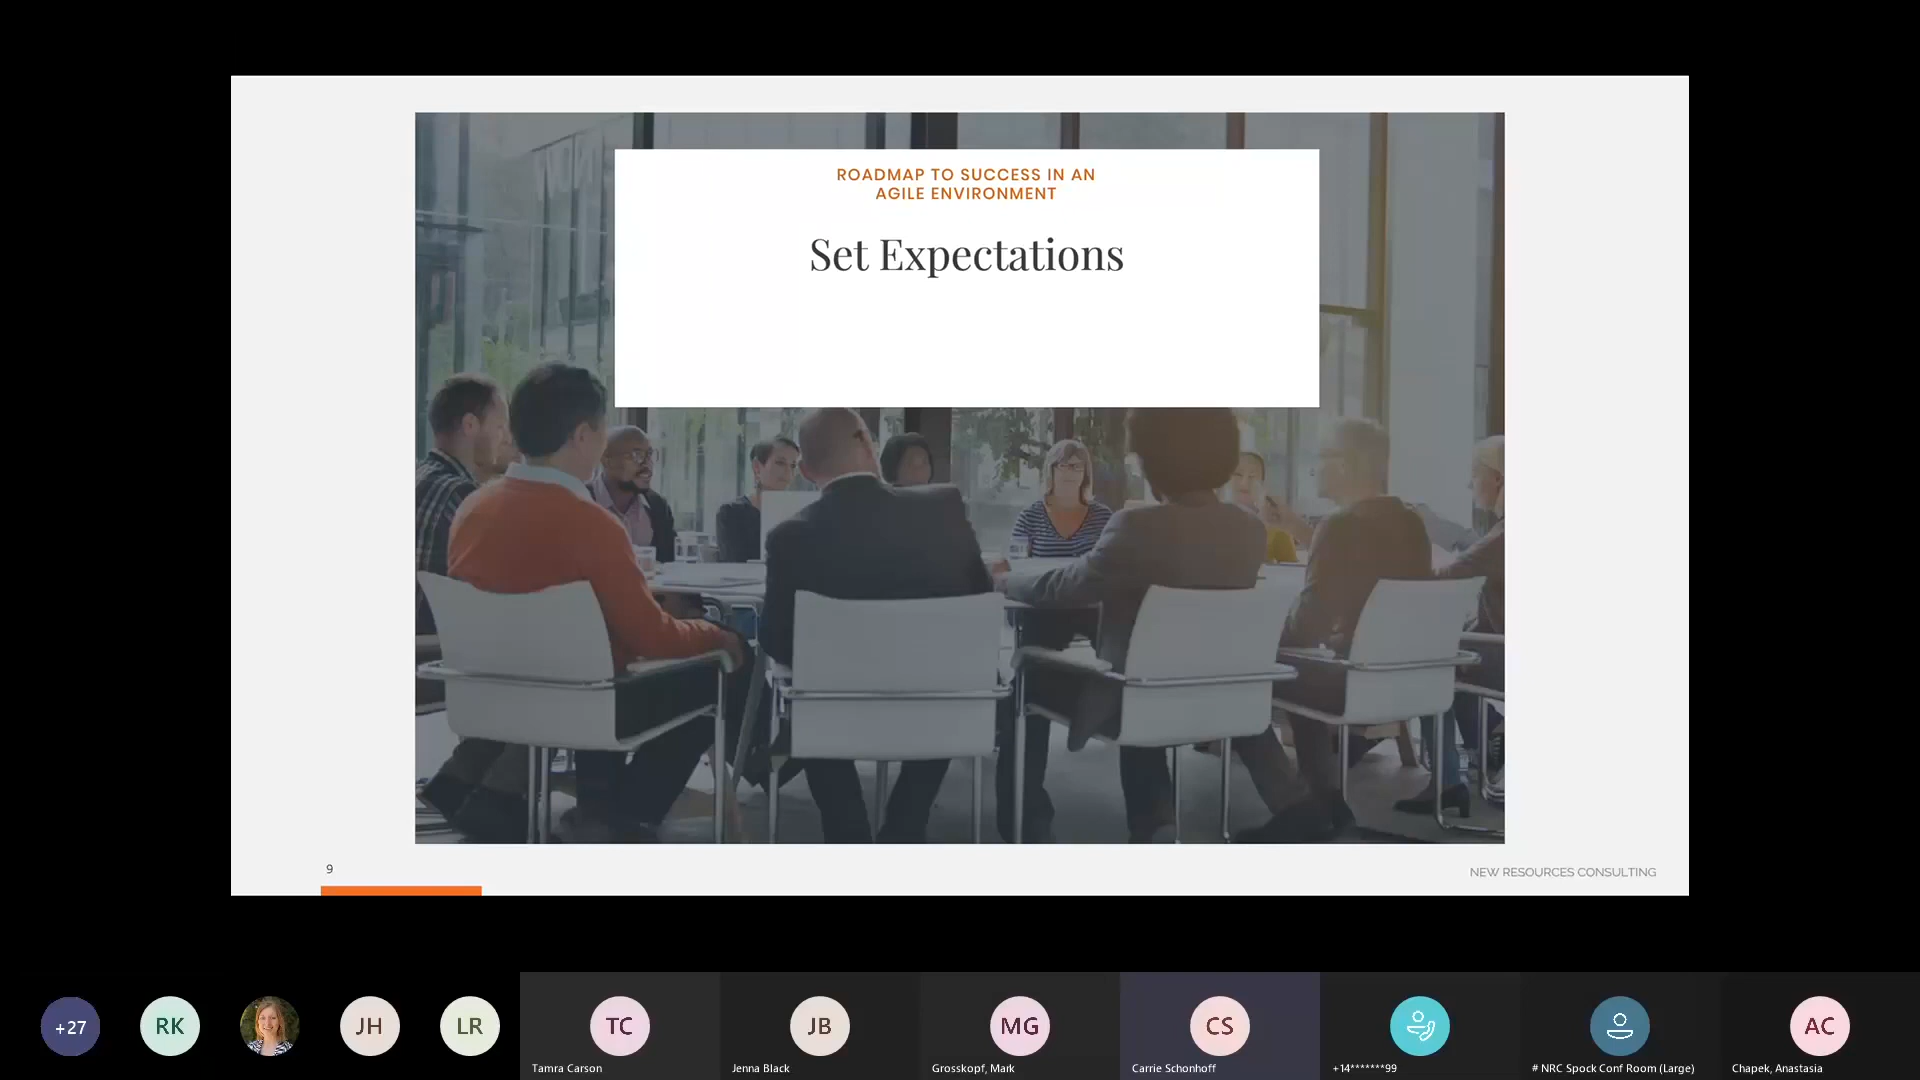 ROADMAP TO SUCCESS IN AN
AGILE ENVIRONMENT
Set Expectations
9
NEW RESOURCES CONSULTING
+27
RK
JH
LR
TC
JB
MG
CS
AC
Tamra Carson
Jenna Black
Grosskopf, Mark
Carrie Schonhoff
+14*******99
# NRC Spock Conf Room (Large)
Chapek, Anastasia